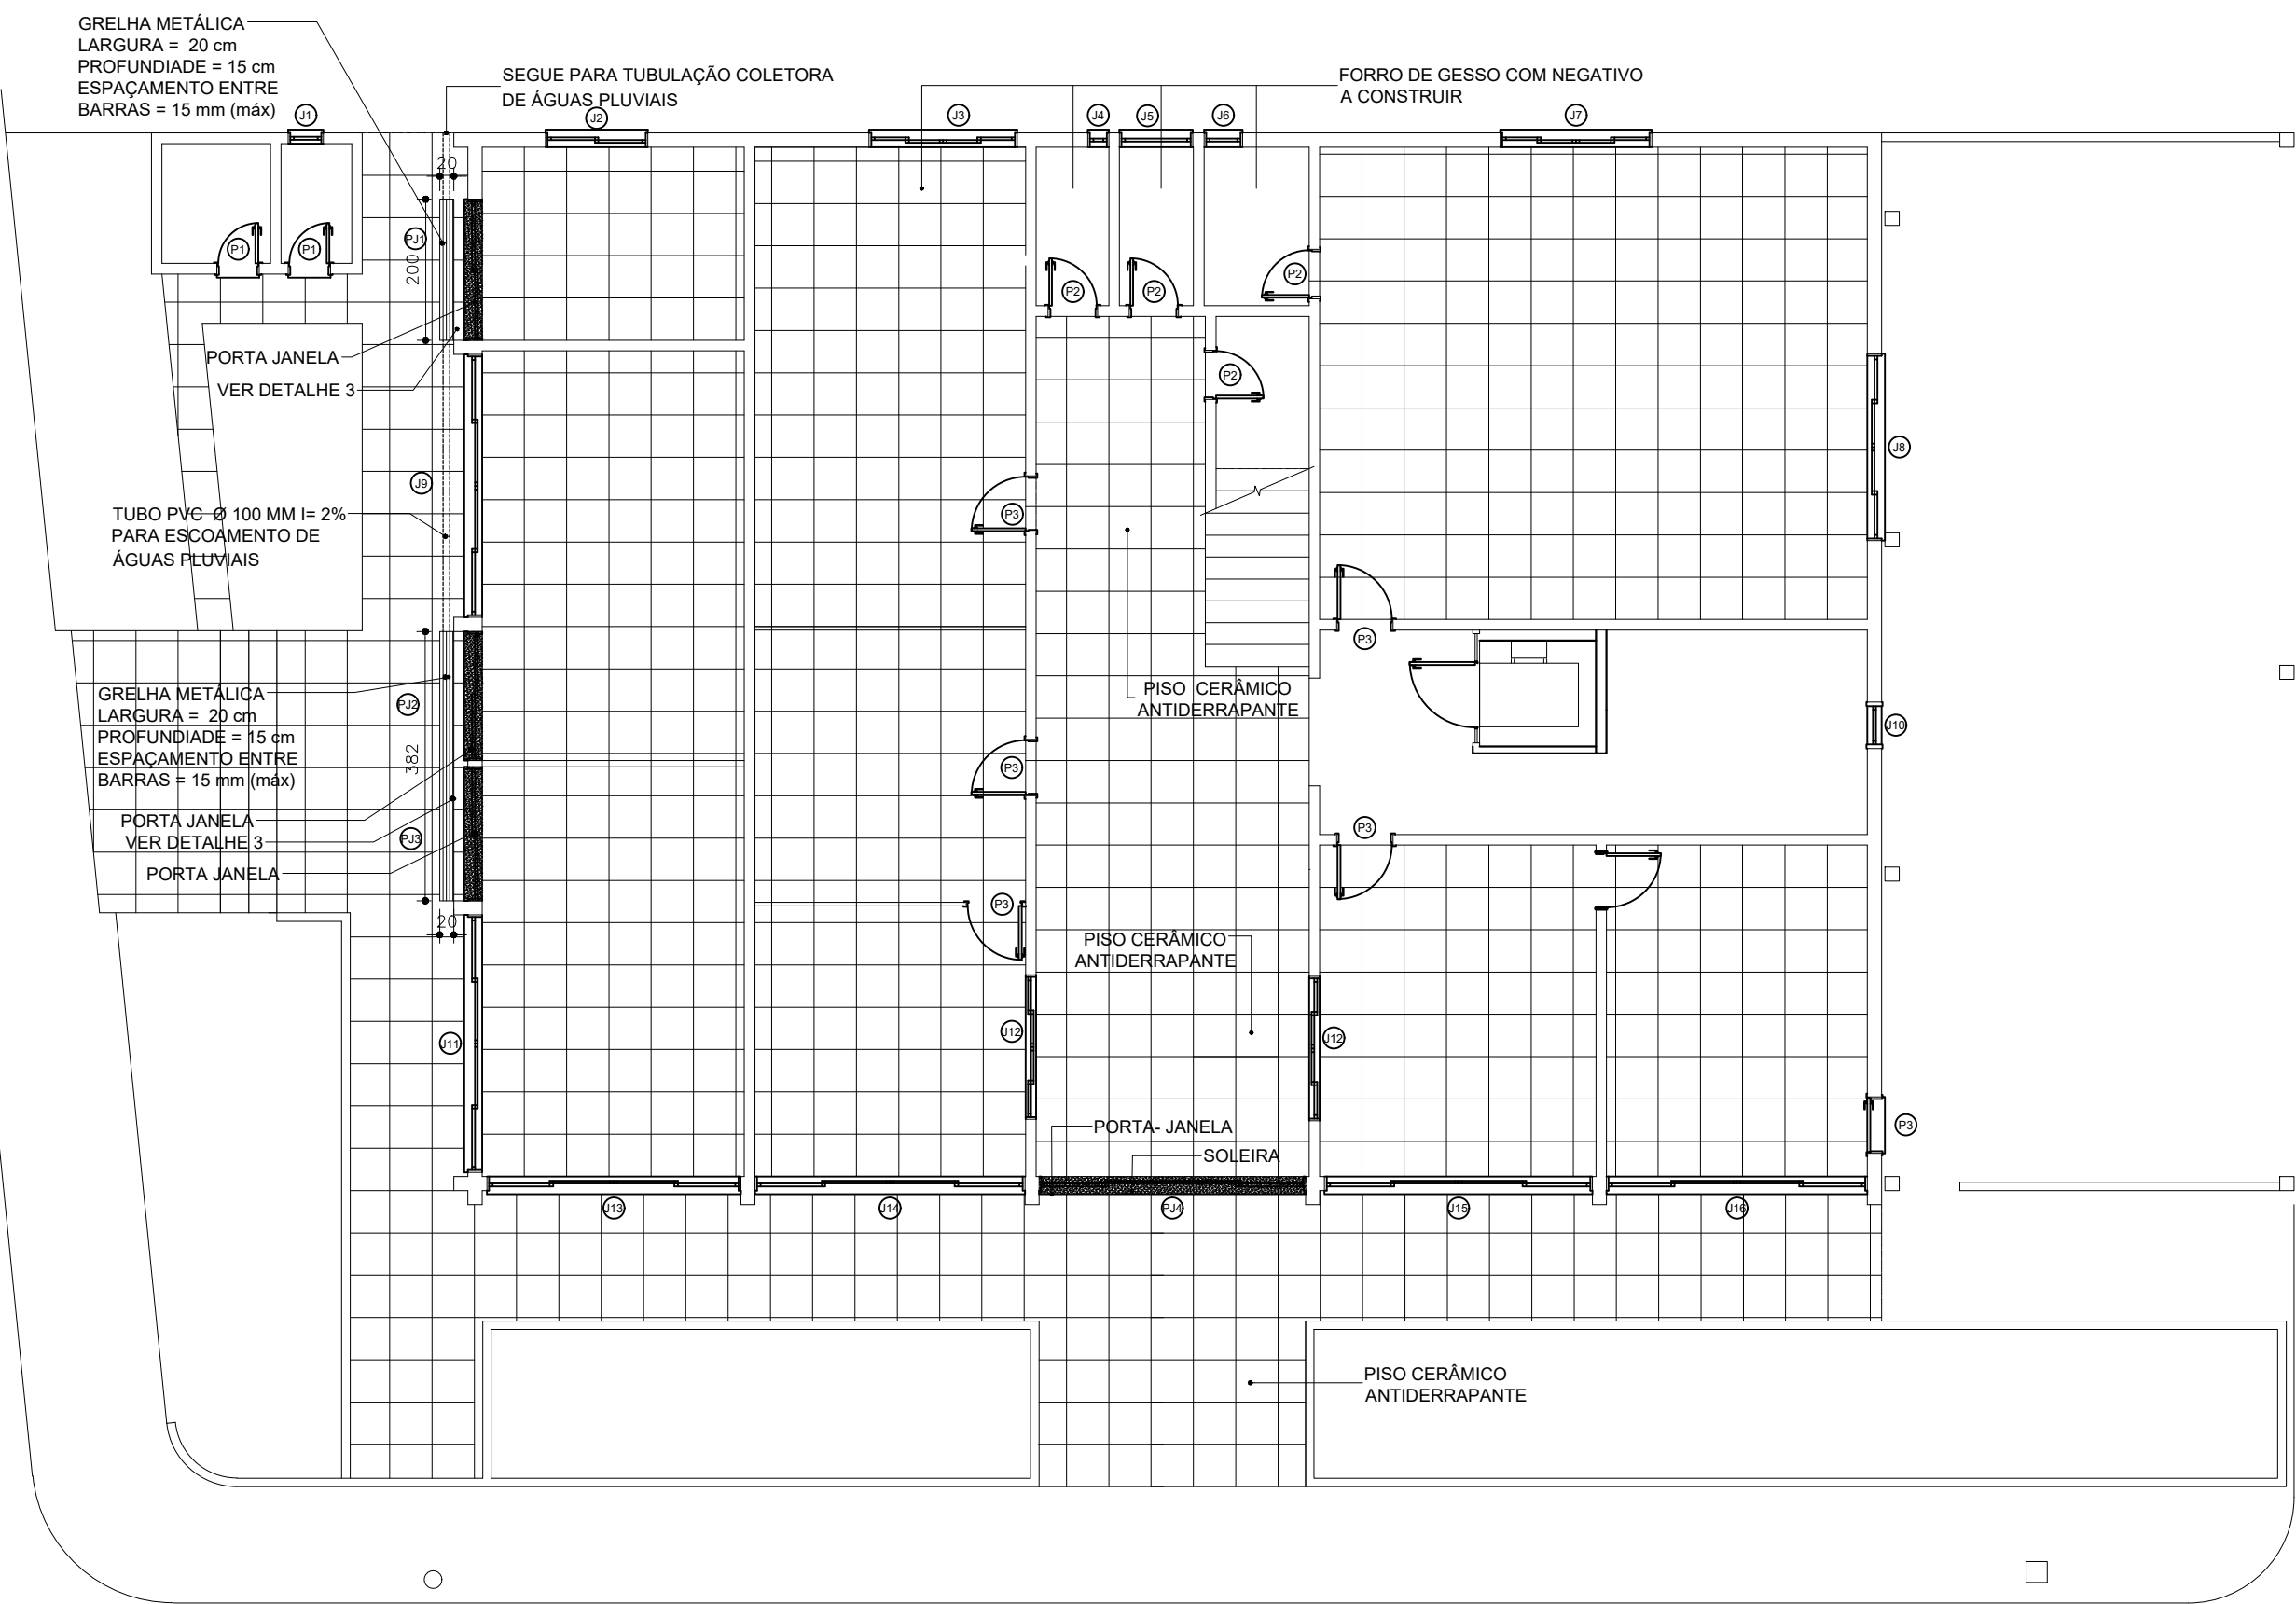 GRELHA METÁLICA
LARGURA = 20 cm
PROFUNDIADE = 15 cm
ESPAÇAMENTO ENTRE
BARRAS = 15 mm (máx)
SEGUE PARA TUBULAÇÃO COLETORA
DE ÁGUAS PLUVIAIS
FORRO DE GESSO COM NEGATIVO
A CONSTRUIR
J1
J2
J3
J4
J5
J6
J7
20
PJ1
200
P1
P1
P2
P2
P2
P2
PORTA JANELA
VER DETALHE 3
J8
J9
TUBO PVC Ø 100 MM I= 2%
PARA ESCOAMENTO DE
ÁGUAS PLUVIAIS
P3
P3
GRELHA METÁLICA
LARGURA = 20 cm
PROFUNDIADE = 15 cm
ESPAÇAMENTO ENTRE
BARRAS = 15 mm (máx)
PJ2
382
PISO CERÂMICO
ANTIDERRAPANTE
J10
P3
PORTA JANELA
VER DETALHE 3
PORTA JANELA
PJ3
P3
P3
20
PISO CERÂMICO
ANTIDERRAPANTE
J11
J12
J12
PORTA- JANELA
SOLEIRA
P3
J13
J14
PJ4
J15
J16
PISO CERÂMICO
ANTIDERRAPANTE